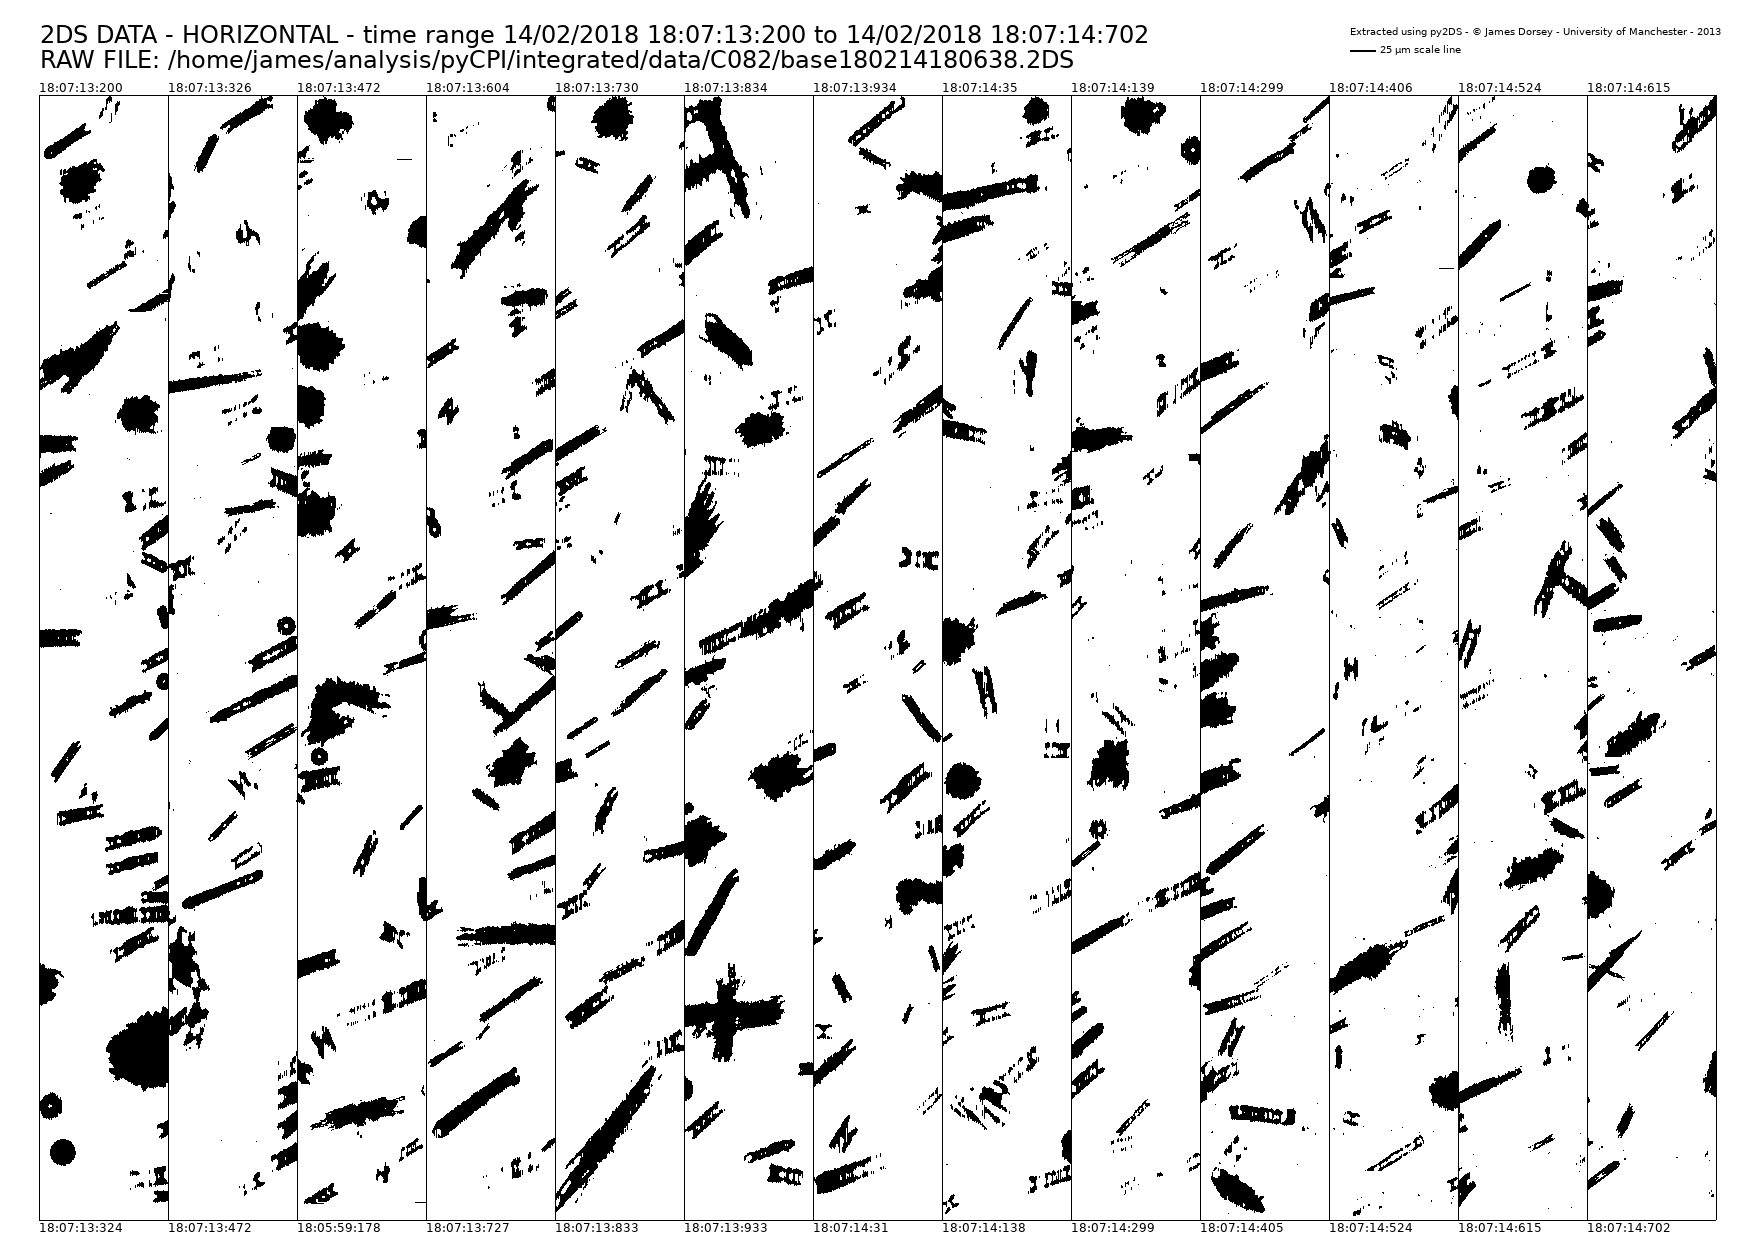 2DS DATA - HORIZONTAL - time range 14/02/2018 18:07:13:200 to 14/02/2018 18:07:14:702
RAW FILE: /home/james/analysis/pyCPI/integrated/data/C082/base180214180638.2DS
Extracted using py2DS - © James Dorsey - University of Manchester - 2013
25 µm scale line
18:07:13:200 18:07:13:326 18:07:13:472 18:07:13:604 18:07:13:730 18:07:13:834 18:07:13:934 18:07:14:35 18:07:14:139 18:07:14:299 18:07:14:406 18:07:14:524 18:07:14:615
18:07:13:324 18:07:13:472 18:05:59:178 18:07:13:727 18:07:13:833 18:07:13:933 18:07:14:31 18:07:14:138 18:07:14:299 18:07:14:405 18:07:14:524 18:07:14:615 18:07:14:702